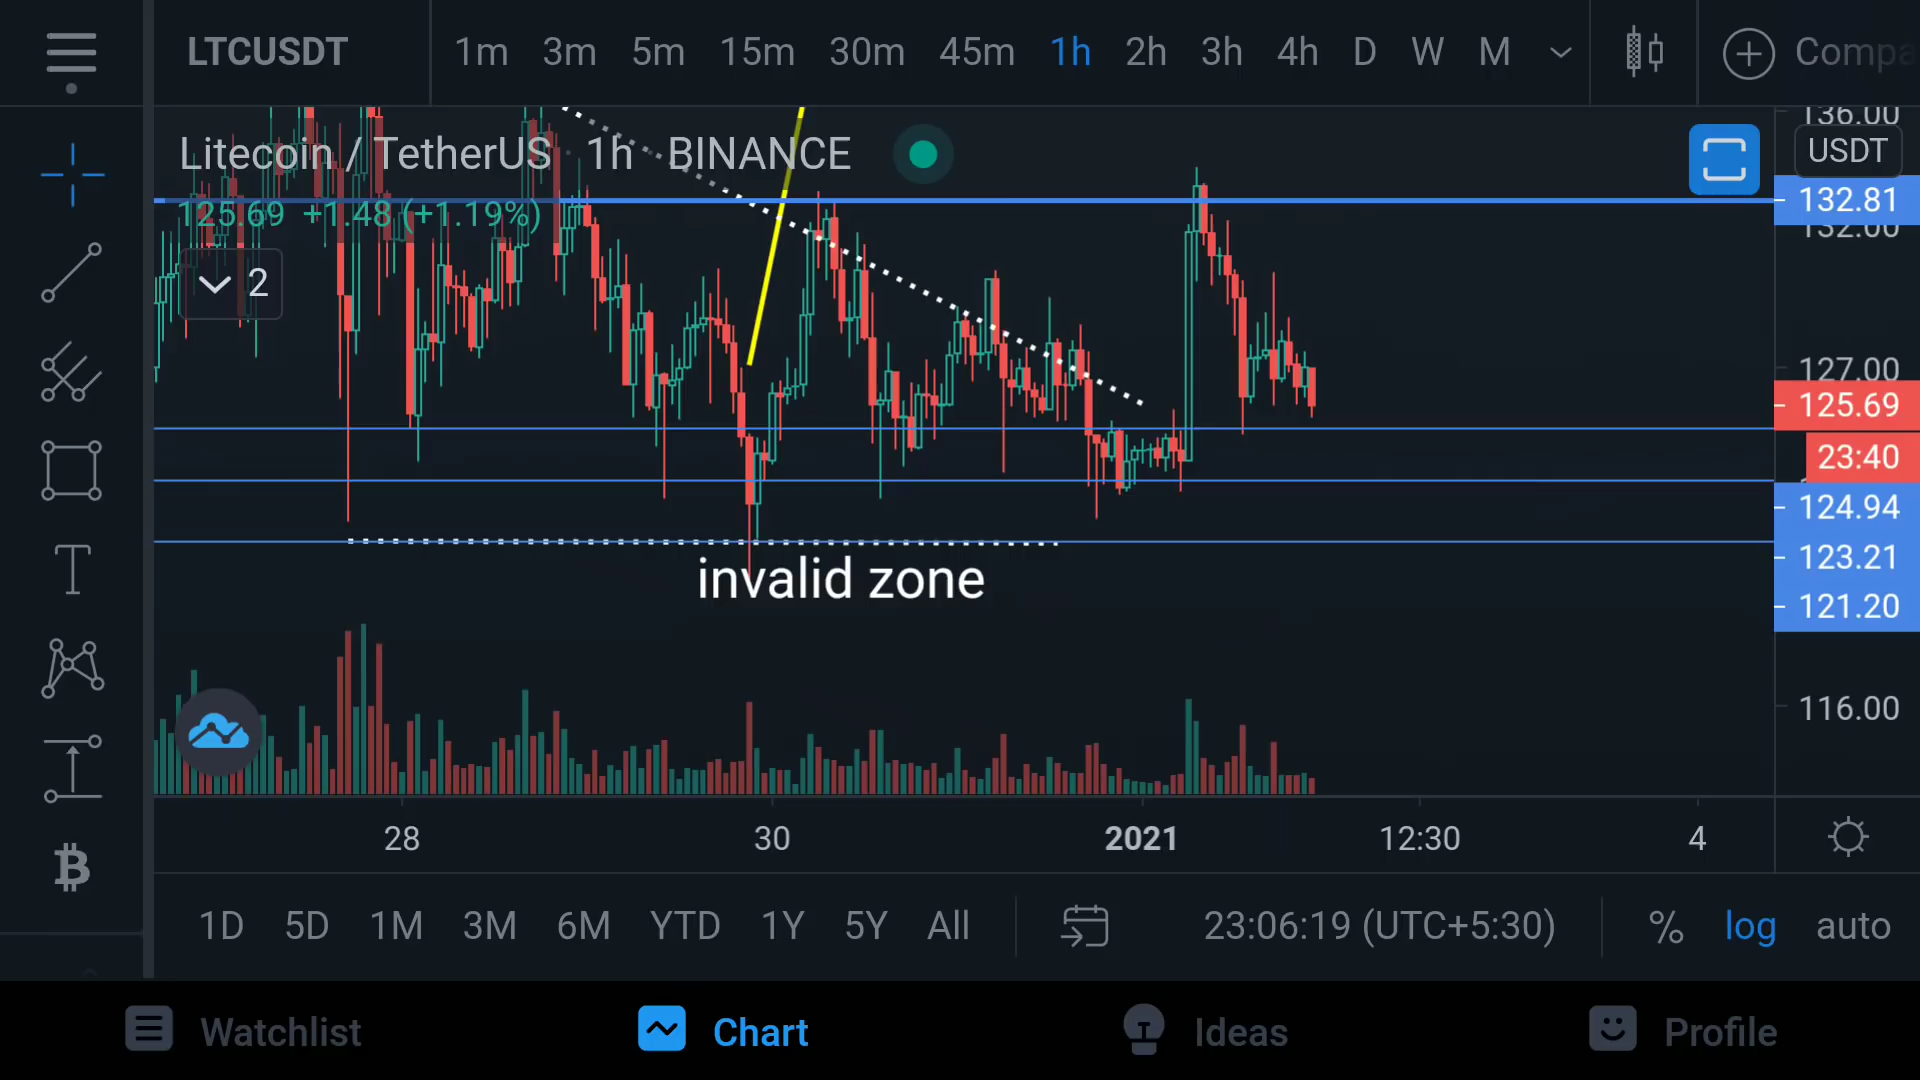 LTCUSDT 1m 3m 5m 15m 30m 45m 1h 2h 3h 4h D W M
Litecoin / TetherUS · 1h · BINANCE
125.69 +1.48 (+1.19%)
2
136.00
USDT
132.81
132.00
127.00
125.69
23:40
124.94
123.21
121.20
116.00
invalid zone
28 30 2021 12:30 4
1D 5D 1M 3M 6M YTD 1Y 5Y All 23:06:19 (UTC+5:30) % log auto
Watchlist Chart Ideas Profile